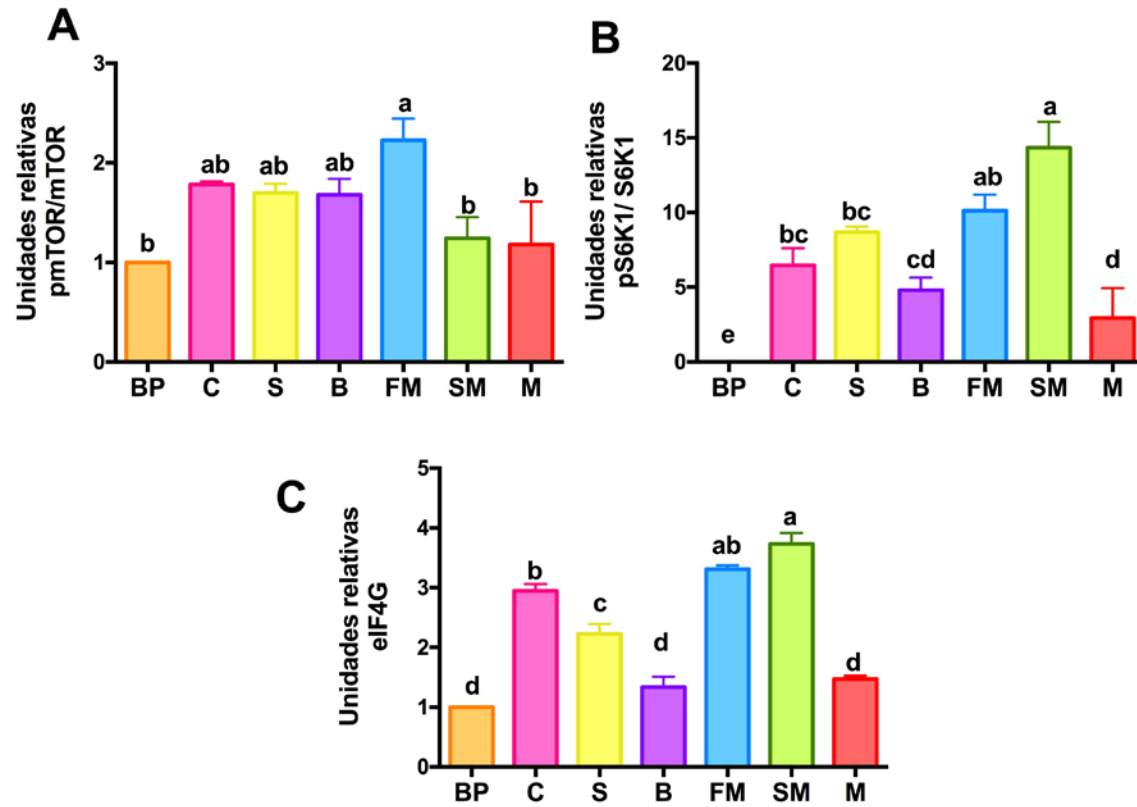 A
Unidades relativas
pmTOR/mTOR
3
2
1
0
b
ab
ab
ab
a
b
b
BP C S B FM SM M
B
Unidades relativas
pS6K1/ S6K1
20
15
10
5
0
e
bc
bc
cd
ab
a
d
BP C S B FM SM M
C
Unidades relativas
eIF4G
5
4
3
2
1
0
d
b
c
d
ab
a
d
BP C S B FM SM M